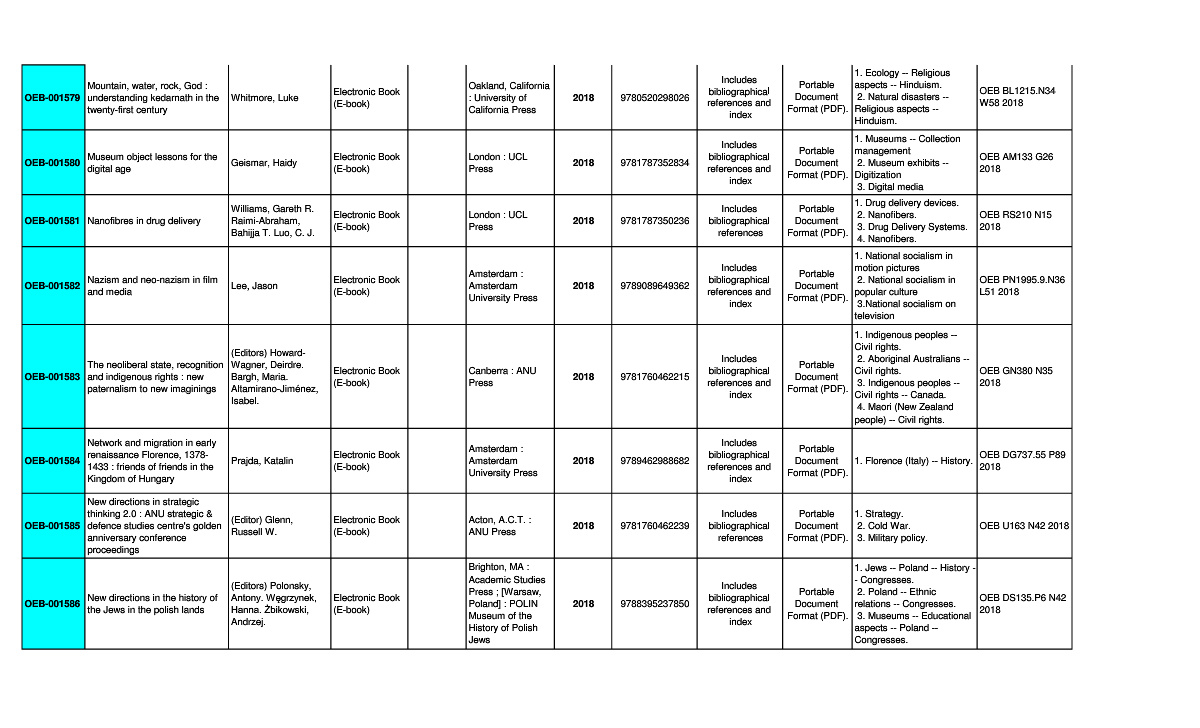 OEB-001579
Mountain, water, rock, God :
understanding kedarnath in the
twenty-first century
Whitmore, Luke
Electronic Book
(E-book)
Oakland, California
: University of
California Press
2018
9780520298026
Includes
bibliographical
references and
index
Portable
Document
Format (PDF).
1. Ecology -- Religious
aspects -- Hinduism.
2. Natural disasters --
Religious aspects --
Hinduism.
OEB BL1215.N34
W58 2018
OEB-001580
Museum object lessons for the
digital age
Geismar, Haidy
Electronic Book
(E-book)
London : UCL
Press
2018
9781787352834
Includes
bibliographical
references and
index
Portable
Document
Format (PDF).
1. Museums -- Collection
management
2. Museum exhibits --
Digitization
3. Digital media
OEB AM133 G26
2018
OEB-001581
Nanofibres in drug delivery
Williams, Gareth R.
Raimi-Abraham,
Bahijja T. Luo, C. J.
Electronic Book
(E-book)
London : UCL
Press
2018
9781787350236
Includes
bibliographical
references
Portable
Document
Format (PDF).
1. Drug delivery devices.
2. Nanofibers.
3. Drug Delivery Systems.
4. Nanofibers.
OEB RS210 N15
2018
OEB-001582
Nazism and neo-nazism in film
and media
Lee, Jason
Electronic Book
(E-book)
Amsterdam :
Amsterdam
University Press
2018
9789089649362
Includes
bibliographical
references and
index
Portable
Document
Format (PDF).
1. National socialism in
motion pictures
2. National socialism in
popular culture
3.National socialism on
television
OEB PN1995.9.N36
L51 2018
OEB-001583
The neoliberal state, recognition
and indigenous rights : new
paternalism to new imaginings
(Editors) Howard-
Wagner, Deirdre.
Bargh, Maria.
Altamirano-Jiménez,
Isabel.
Electronic Book
(E-book)
Canberra : ANU
Press
2018
9781760462215
Includes
bibliographical
references and
index
Portable
Document
Format (PDF).
1. Indigenous peoples --
Civil rights.
2. Aboriginal Australians --
Civil rights.
3. Indigenous peoples --
Civil rights -- Canada.
4. Maori (New Zealand
people) -- Civil rights.
OEB GN380 N35
2018
OEB-001584
Network and migration in early
renaissance Florence, 1378-
1433 : friends of friends in the
Kingdom of Hungary
Prajda, Katalin
Electronic Book
(E-book)
Amsterdam :
Amsterdam
University Press
2018
9789462988682
Includes
bibliographical
references and
index
Portable
Document
Format (PDF).
1. Florence (Italy) -- History.
OEB DG737.55 P89
2018
OEB-001585
New directions in strategic
thinking 2.0 : ANU strategic &
defence studies centre's golden
anniversary conference
proceedings
(Editor) Glenn,
Russell W.
Electronic Book
(E-book)
Acton, A.C.T. :
ANU Press
2018
9781760462239
Includes
bibliographical
references
Portable
Document
Format (PDF).
1. Strategy.
2. Cold War.
3. Military policy.
OEB U163 N42 2018
OEB-001586
New directions in the history of
the Jews in the polish lands
(Editors) Polonsky,
Antony. Węgrzynek,
Hanna. Żbikowski,
Andrzej.
Electronic Book
(E-book)
Brighton, MA :
Academic Studies
Press ; [Warsaw,
Poland] : POLIN
Museum of the
History of Polish
Jews
2018
9788395237850
Includes
bibliographical
references and
index
Portable
Document
Format (PDF).
1. Jews -- Poland -- History -
- Congresses.
2. Poland -- Ethnic
relations -- Congresses.
3. Museums -- Educational
aspects -- Poland --
Congresses.
OEB DS135.P6 N42
2018